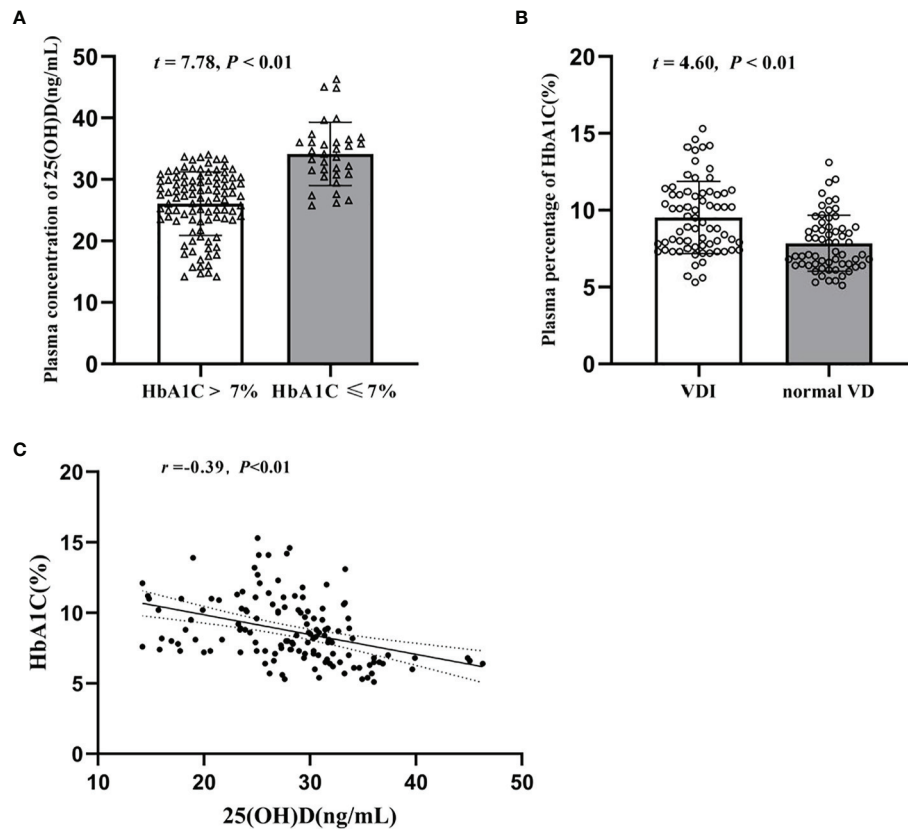 A
Plasma concentration of 25(OH)D(ng/mL)
t = 7.78, P < 0.01
50
40
30
20
10
0
HbA1C > 7%
HbA1C ⩽7%
B
Plasma percentage of HbA1C(%)
t = 4.60, P < 0.01
20
15
10
5
0
VDI
normal VD
C
HbA1C(%)
r =-0.39, P<0.01
20
15
10
5
0
10
20
30
40
50
25(OH)D(ng/mL)